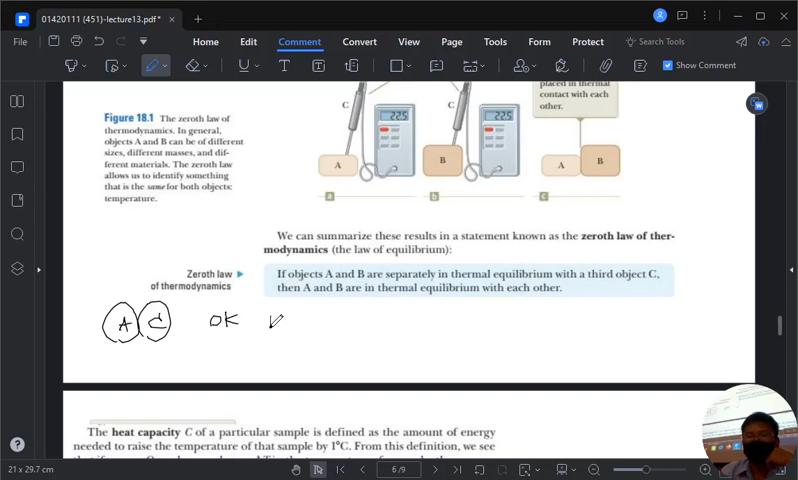 01420111 (451)-lecture13.pdf *
File
Home
Edit
Comment
Convert
View
Page
Tools
Form
Protect
Search Tools
Show Comment
placed in thermal
contact with each
other.
C
C
22.5
22.5
A
B
A
B
a
b
c
Figure 18.1 The zeroth law of
thermodynamics. In general,
objects A and B can be of different
sizes, different masses, and dif-
ferent materials. The zeroth law
allows us to identify something
that is the same for both objects:
temperature.
We can summarize these results in a statement known as the zeroth law of ther-
modynamics (the law of equilibrium):
Zeroth law
of thermodynamics
If objects A and B are separately in thermal equilibrium with a third object C,
then A and B are in thermal equilibrium with each other.
A C OK
The heat capacity C of a particular sample is defined as the amount of energy
needed to raise the temperature of that sample by 1°C. From this definition, we see
21 x 29.7 cm
6 /9